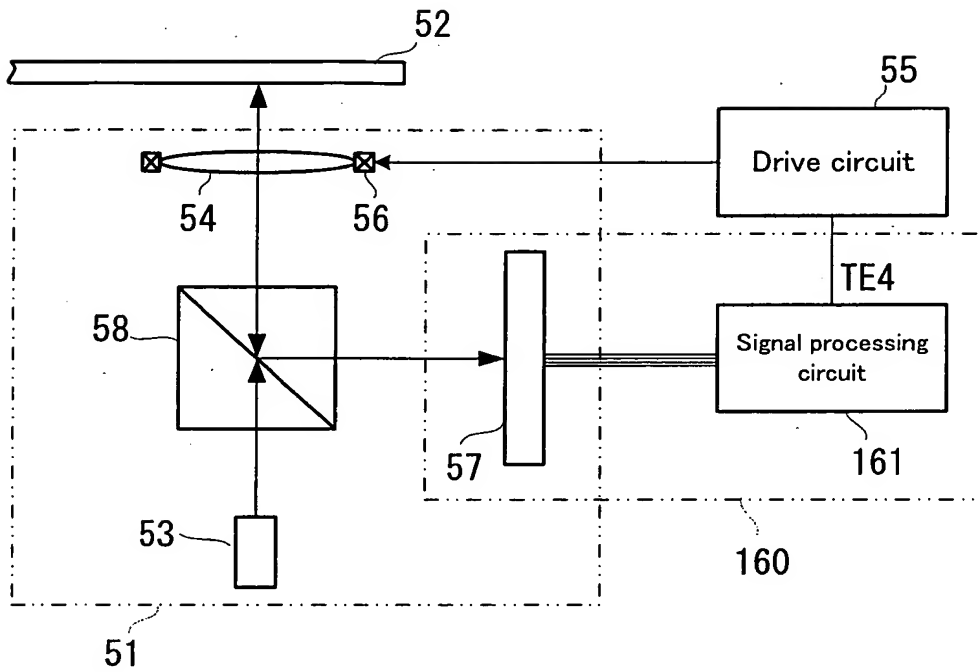 52
55
Drive circuit
54
56
TE4
58
Signal processing
circuit
57
161
53
160
51